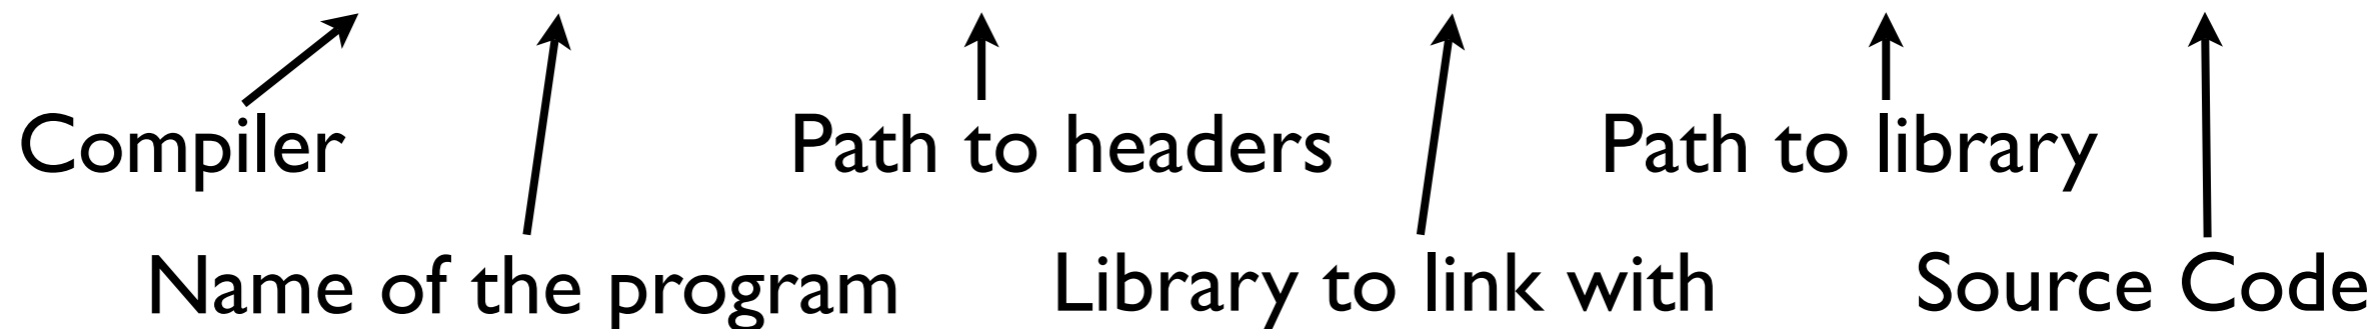 Compiler Path to headers Path to library
Name of the program Library to link with Source Code